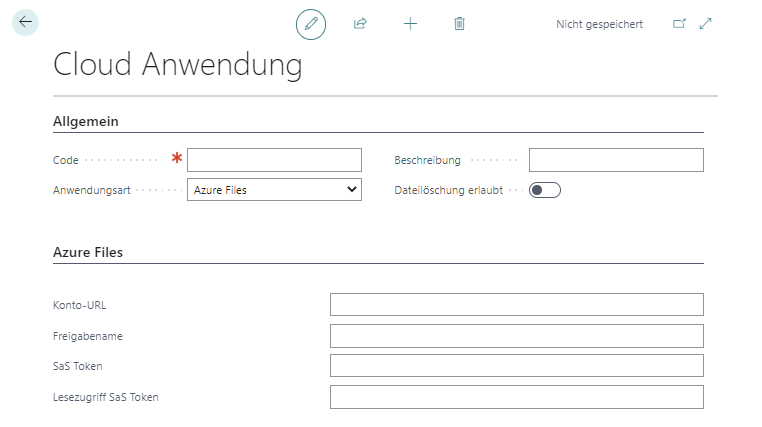 Nicht gespeichert
Cloud Anwendung
Allgemein
Code
Beschreibung
Anwendungsart Azure Files
Dateilöschung erlaubt
Azure Files
Konto-URL
Freigabename
SaS Token
Lesezugriff SaS Token